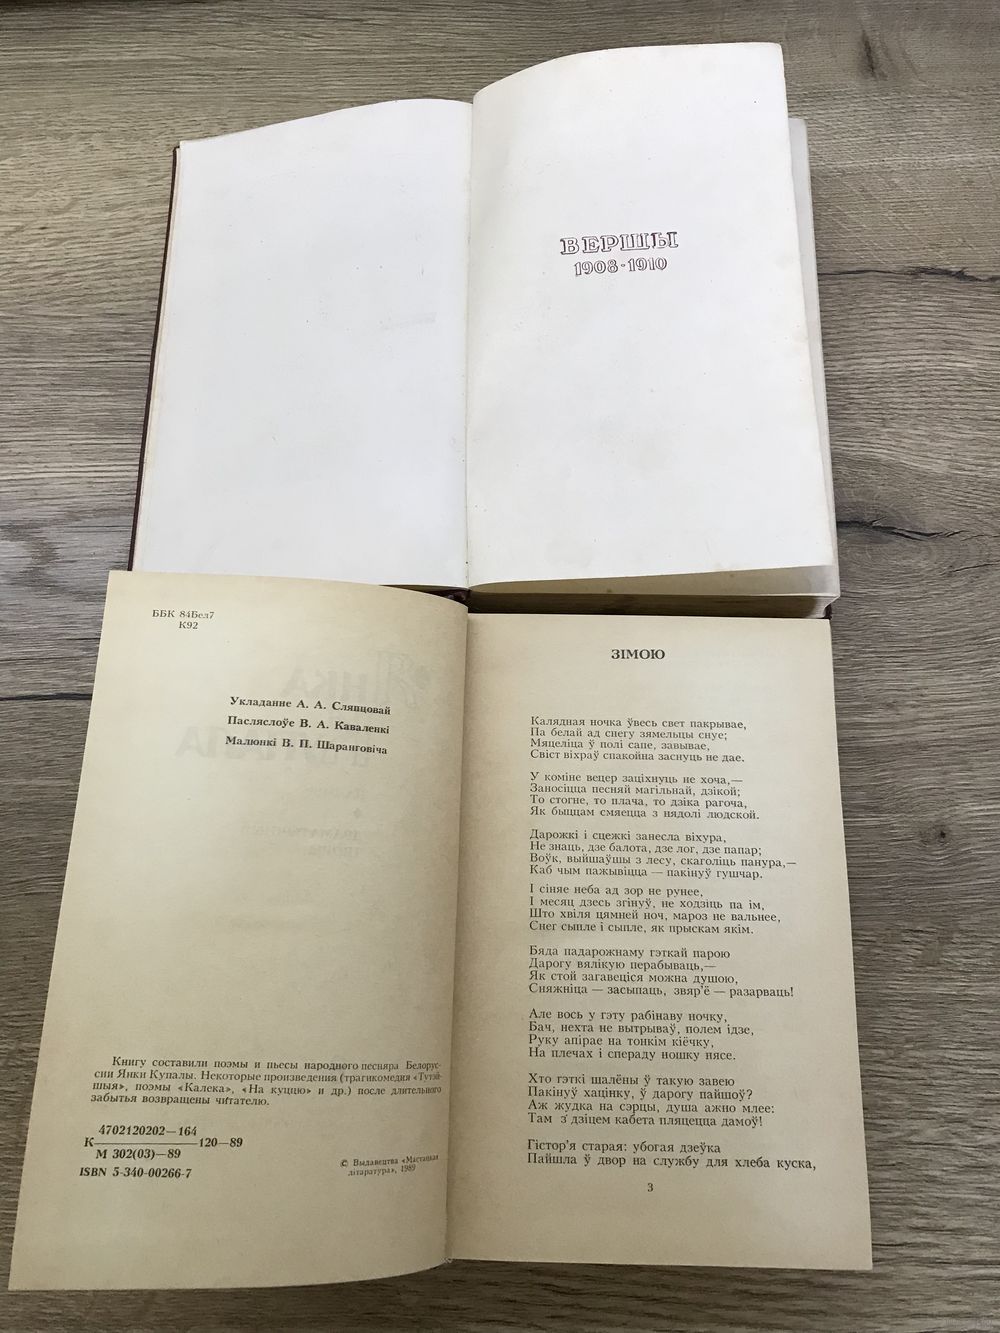 ВЕРШЫ
1908-1910
ББК 84Бел7
К92
Укладанне А. А. Сляпцовай
Пасляслоўе В. А. Каваленкі
Малюнкі В. П. Шаранговіча
Книгу составили поэмы и пьесы народного песняра Белорус-
сии Янки Купалы. Некоторые произведения (трагикомедия «Тутэй-
шыя», поэмы «Калека», «На куццю» и др.) после длительного
забытья возвращены читателю.
4702120202—164
К————120—89
М 302(03)—89
ISBN 5-340-00266-7
© Выдавецтва «Мастацкая
літаратура», 1989
ЗІМОЮ
Калядная ночка ўвесь свет пакрывае,
Па белай ад снегу зямельцы снуе;
Мяцеліца ў полі сапе, завывае,
Свіст віхраў спакойна заснуць не дае.
У коміне вецер заціхнуць не хоча,—
Заносіцца песняй магільнай, дзікой;
То стогне, то плача, то дзіка рагоча,
Як быццам смяецца з нядолі людской.
Дарожкі і сцежкі занесла віхура,
Не знаць, дзе балота, дзе лог, дзе папар;
Воўк, выйшаўшы з лесу, скаголіць панура,—
Каб чым пажывіцца — пакінуў гушчар.
І сіняе неба ад зор не рунее,
І месяц дзесь згінуў, не ходзіць па ім,
Што хвіля цямней ноч, мароз не вальнее,
Снег сыпле і сыпле, як прыскам якім.
Бяда падарожнаму гэткай парою
Дарогу вялікую перабываць,—
Як стой загавеціся можна душою,
Сняжніца — засыпаць, звяр'ё — разарваць!
Але вось у гэту рабінаву ночку,
Бач, нехта не вытрываў, полем ідзе,
Руку апірае на тонкім кіёчку,
На плечах і спераду ношку нясе.
Хто гэткі шалёны ў такую завею
Пакінуў хацінку, ў дарогу пайшоў?
Аж жудка на сэрцы, душа ажно млее:
Там з дзіцем кабета пляцецца дамоў!
Гістор'я старая: убогая дзеўка
Пайшла ў двор на службу для хлеба куска,
3